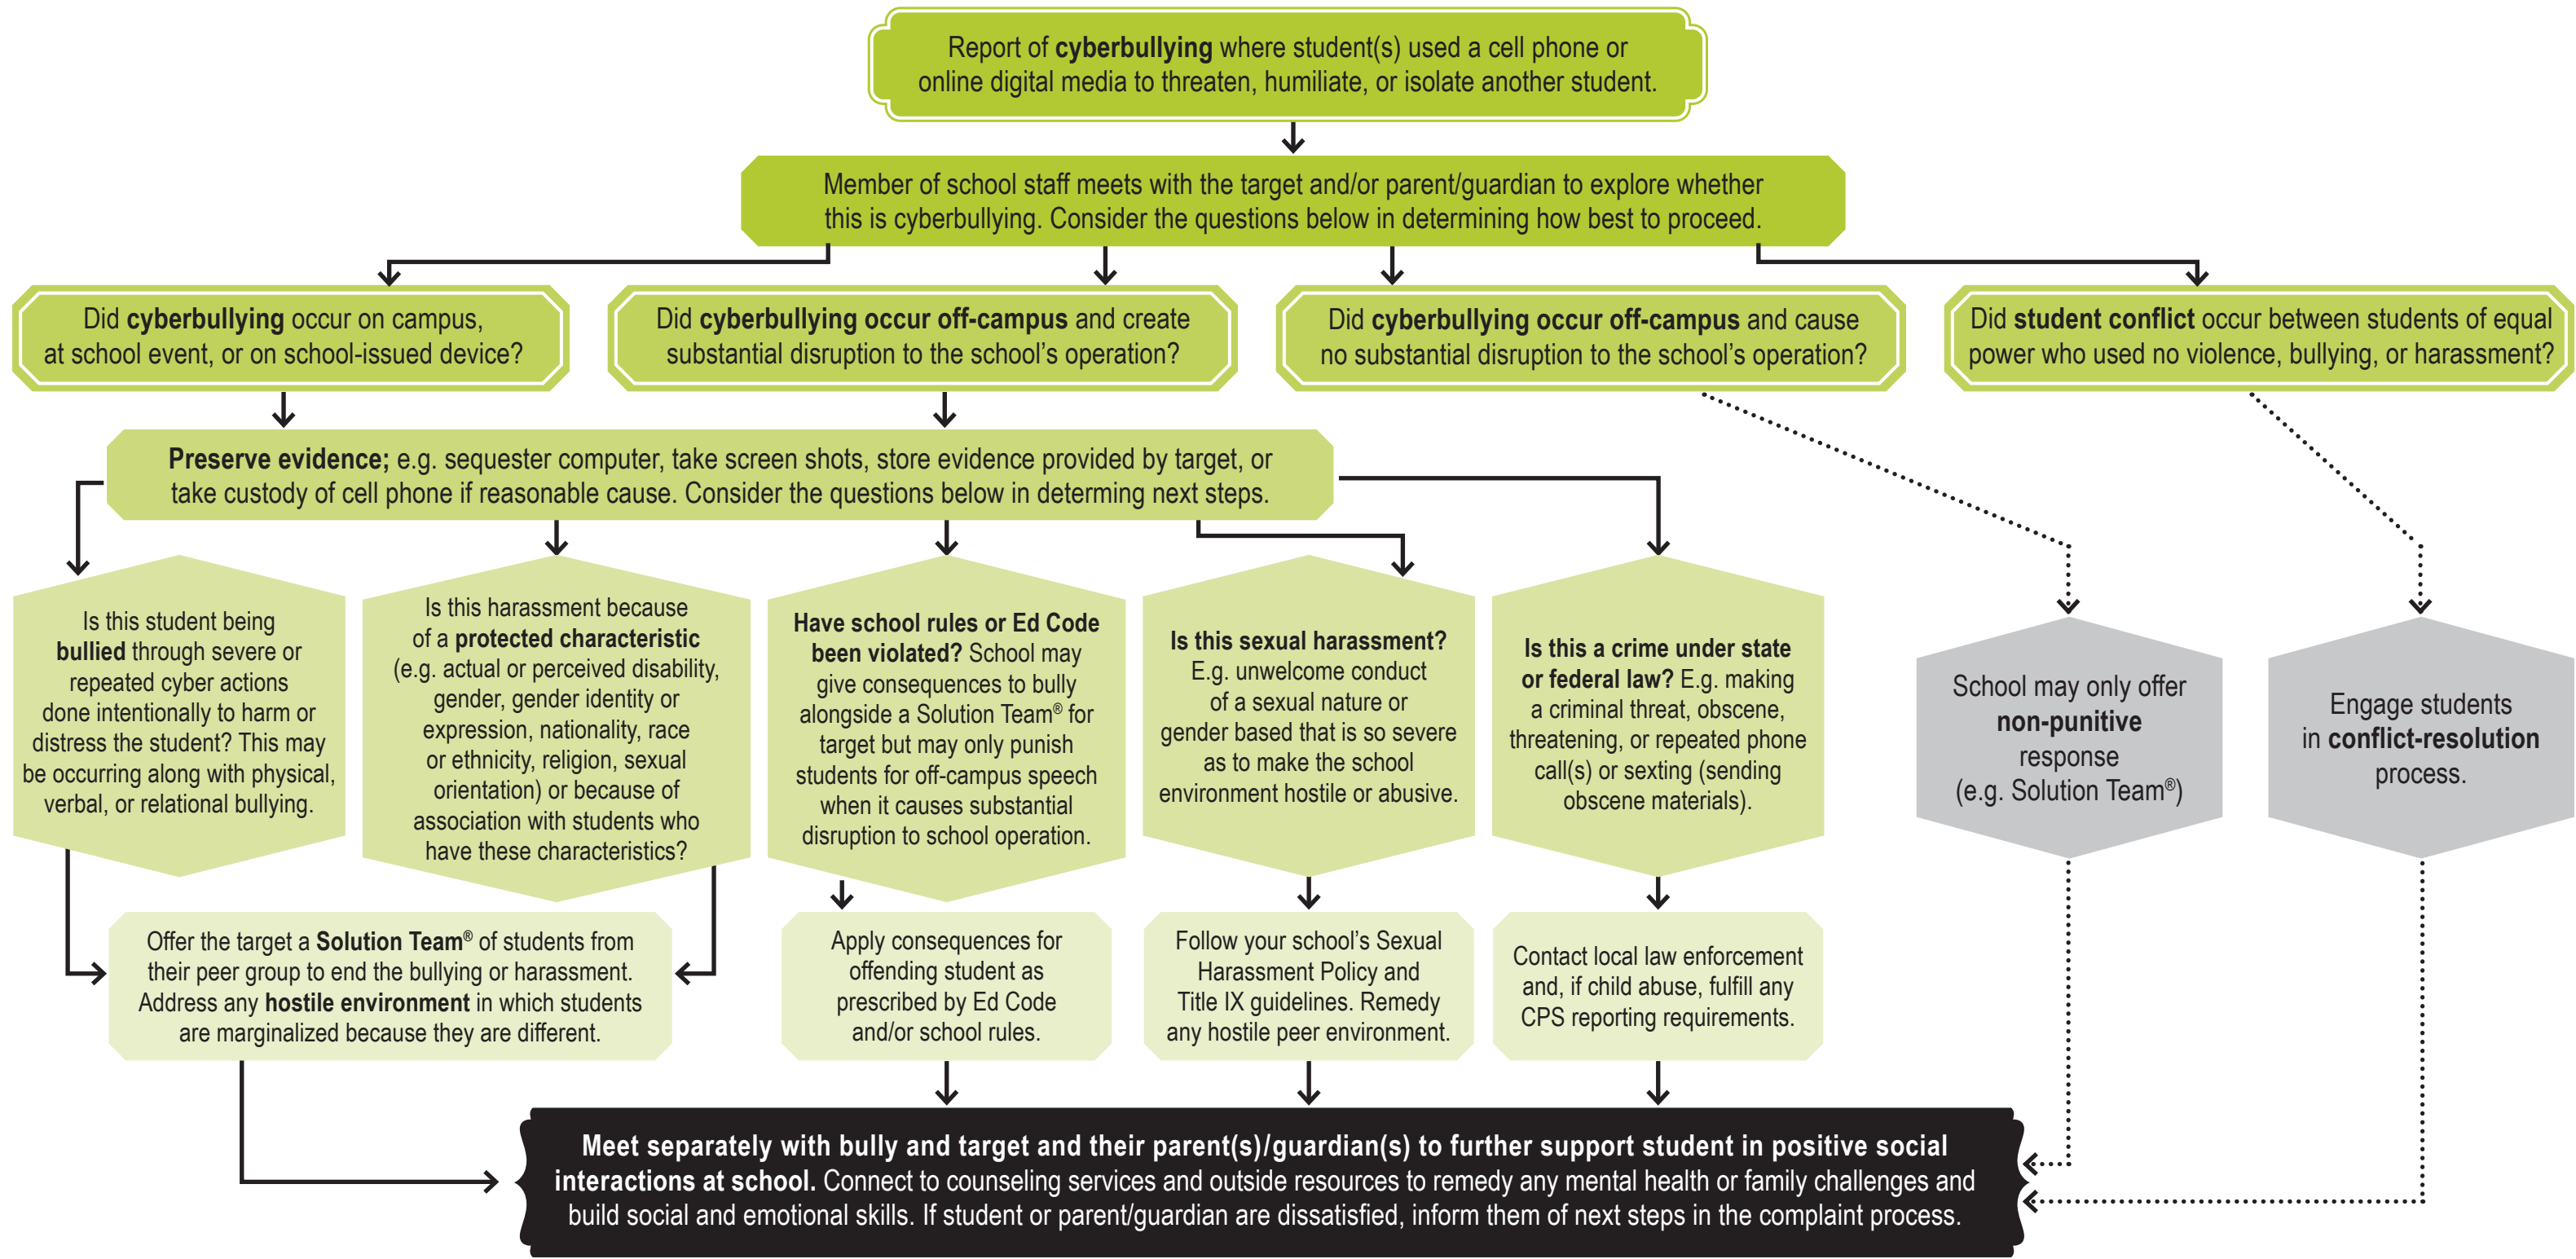 Report of cyberbullying where student(s) used a cell phone or
online digital media to threaten, humiliate, or isolate another student.
Member of school staff meets with the target and/or parent/guardian to explore whether
this is cyberbullying. Consider the questions below in determining how best to proceed.
Did cyberbullying occur on campus,
at school event, or on school-issued device?
Did cyberbullying occur off-campus and create
substantial disruption to the school's operation?
Did cyberbullying occur off-campus and cause
no substantial disruption to the school's operation?
Did student conflict occur between students of equal
power who used no violence, bullying, or harassment?
Preserve evidence; e.g. sequester computer, take screen shots, store evidence provided by target, or
take custody of cell phone if reasonable cause. Consider the questions below in determing next steps.
Is this student being
bullied through severe or
repeated cyber actions
done intentionally to harm or
distress the student? This may
be occurring along with physical,
verbal, or relational bullying.
Is this harassment because
of a protected characteristic
(e.g. actual or perceived disability,
gender, gender identity or
expression, nationality, race
or ethnicity, religion, sexual
orientation) or because of
association with students who
have these characteristics?
Have school rules or Ed Code
been violated? School may
give consequences to bully
alongside a Solution Team® for
target but may only punish
students for off-campus speech
when it causes substantial
disruption to school operation.
Is this sexual harassment?
E.g. unwelcome conduct
of a sexual nature or
gender based that is so severe
as to make the school
environment hostile or abusive.
Is this a crime under state
or federal law? E.g. making
a criminal threat, obscene,
threatening, or repeated phone
call(s) or sexting (sending
obscene materials).
School may only offer
non-punitive
response
(e.g. Solution Team®)
Engage students
in conflict-resolution
process.
Offer the target a Solution Team® of students from
their peer group to end the bullying or harassment.
Address any hostile environment in which students
are marginalized because they are different.
Apply consequences for
offending student as
prescribed by Ed Code
and/or school rules.
Follow your school's Sexual
Harassment Policy and
Title IX guidelines. Remedy
any hostile peer environment.
Contact local law enforcement
and, if child abuse, fulfill any
CPS reporting requirements.
Meet separately with bully and target and their parent(s)/guardian(s) to further support student in positive social
interactions at school. Connect to counseling services and outside resources to remedy any mental health or family challenges and
build social and emotional skills. If student or parent/guardian are dissatisfied, inform them of next steps in the complaint process.